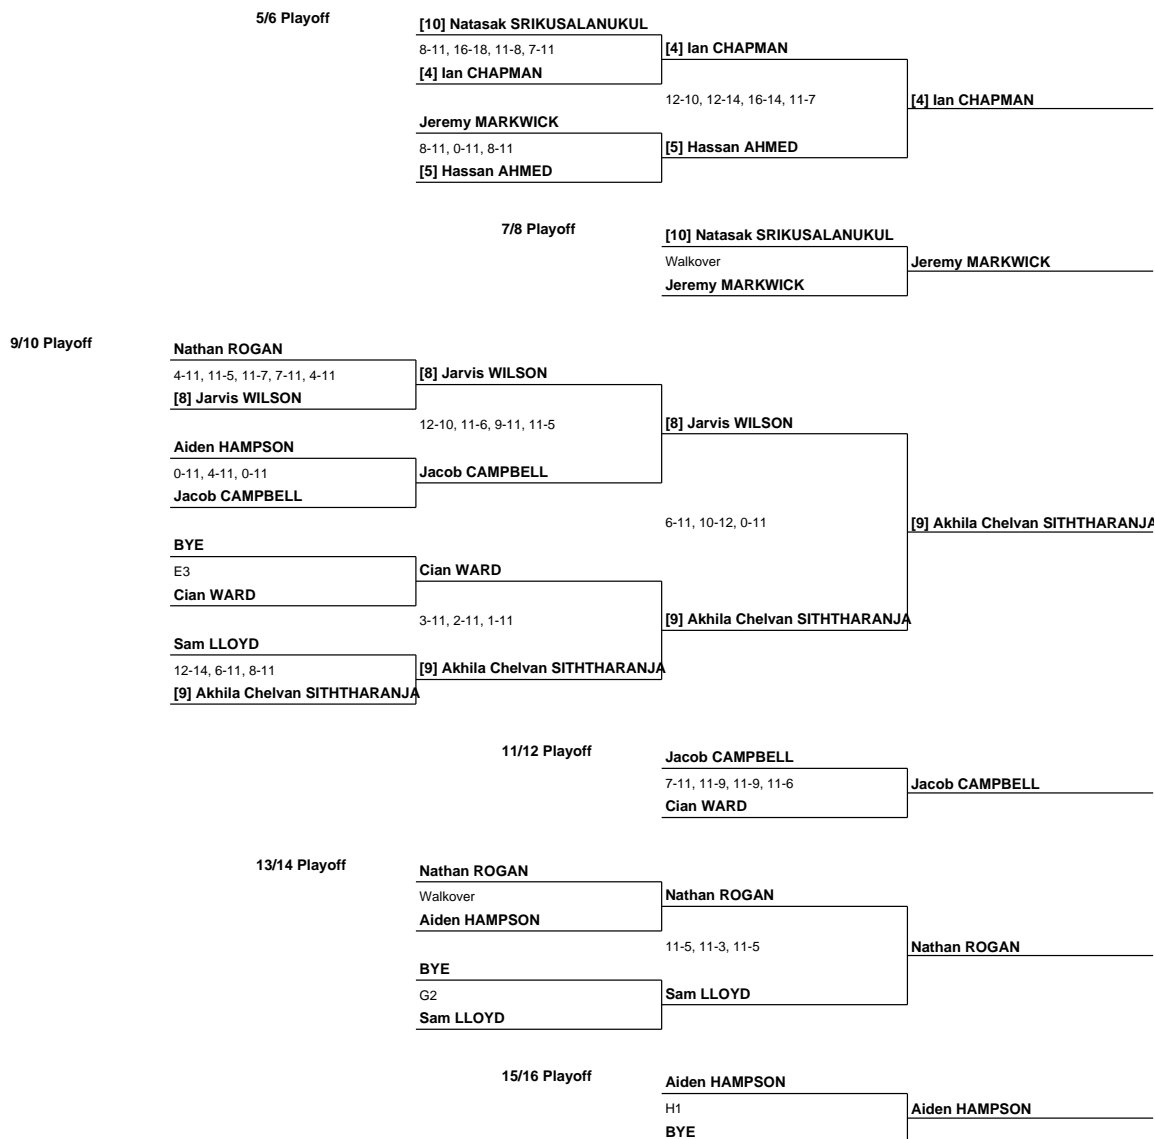 5/6 Playoff
[10] Natasak SRIKUSALANUKUL
8-11, 16-18, 11-8, 7-11
[4] Ian CHAPMAN
[4] Ian CHAPMAN
12-10, 12-14, 16-14, 11-7
[4] Ian CHAPMAN
Jeremy MARKWICK
8-11, 0-11, 8-11
[5] Hassan AHMED
[5] Hassan AHMED
7/8 Playoff
[10] Natasak SRIKUSALANUKUL
Walkover
Jeremy MARKWICK
Jeremy MARKWICK
9/10 Playoff
Nathan ROGAN
4-11, 11-5, 11-7, 7-11, 4-11
[8] Jarvis WILSON
[8] Jarvis WILSON
12-10, 11-6, 9-11, 11-5
[8] Jarvis WILSON
Aiden HAMPSON
0-11, 4-11, 0-11
Jacob CAMPBELL
Jacob CAMPBELL
6-11, 10-12, 0-11
[9] Akhila Chelvan SITHTHARANJA
BYE
E3
Cian WARD
Cian WARD
3-11, 2-11, 1-11
[9] Akhila Chelvan SITHTHARANJA
Sam LLOYD
12-14, 6-11, 8-11
[9] Akhila Chelvan SITHTHARANJA
[9] Akhila Chelvan SITHTHARANJA
11/12 Playoff
Jacob CAMPBELL
7-11, 11-9, 11-9, 11-6
Cian WARD
Jacob CAMPBELL
13/14 Playoff
Nathan ROGAN
Walkover
Aiden HAMPSON
Nathan ROGAN
11-5, 11-3, 11-5
Nathan ROGAN
BYE
G2
Sam LLOYD
Sam LLOYD
15/16 Playoff
Aiden HAMPSON
H1
BYE
Aiden HAMPSON